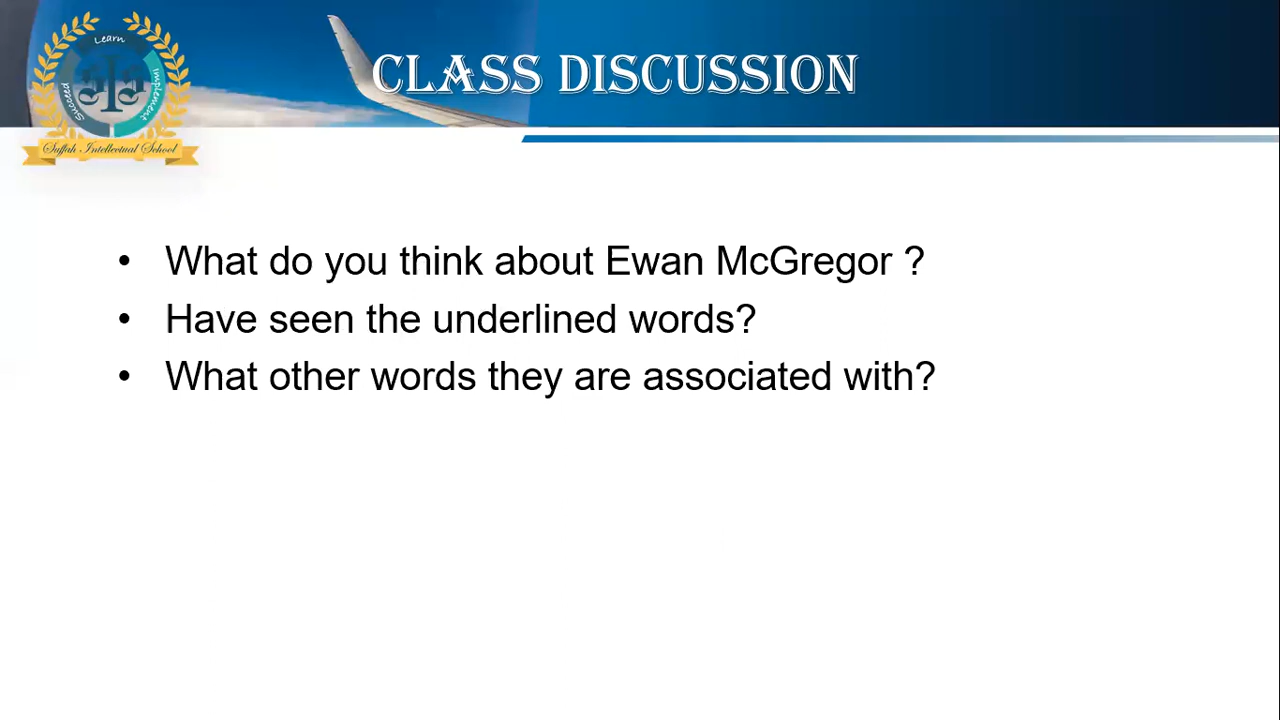 Learn
Implement
Succeed
Suffah Intellectual School
CLASS DISCUSSION
• What do you think about Ewan McGregor ?
• Have seen the underlined words?
• What other words they are associated with?